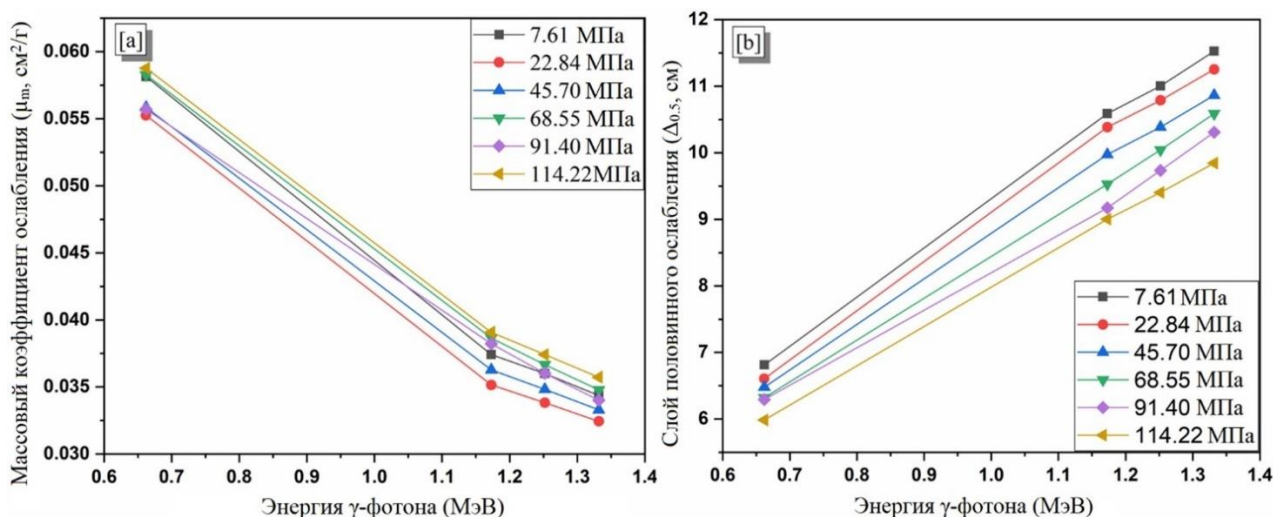 [a]
7.61 МПа
22.84 МПа
45.70 МПа
68.55 МПа
91.40 МПа
114.22МПа
Массовый коэффициент ослабления (μm, см²/г)
0.060
0.055
0.050
0.045
0.040
0.035
0.030
0.6 0.7 0.8 0.9 1.0 1.1 1.2 1.3 1.4
Энергия γ-фотона (МэВ)
[b]
Слой половинного ослабления (Δ0.5, см)
12
11
10
9
8
7
6
7.61 МПа
22.84 МПа
45.70 МПа
68.55 МПа
91.40 МПа
114.22 МПа
0.6 0.7 0.8 0.9 1.0 1.1 1.2 1.3 1.4
Энергия γ-фотона (МэВ)